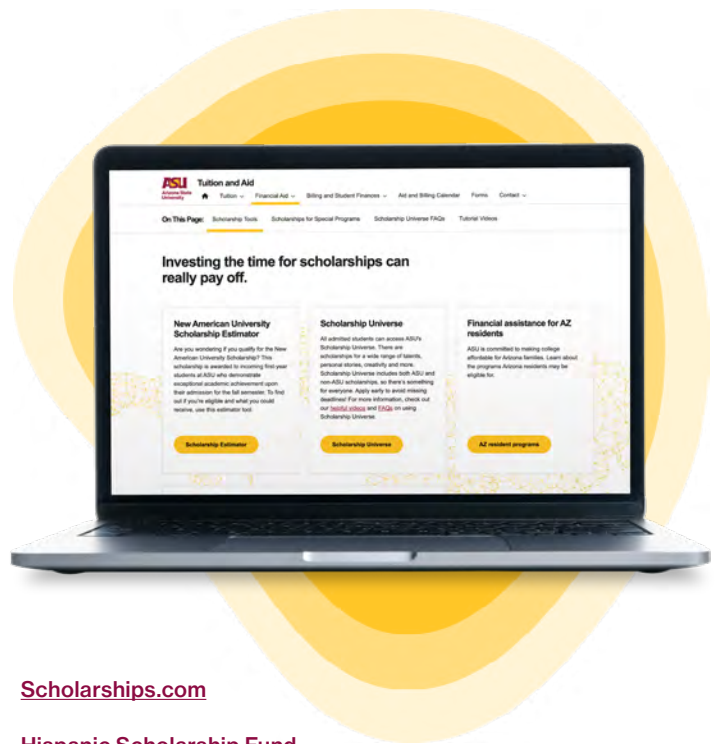 ASU
Arizona State
University
Tuition and Aid
Tuition
Financial Aid
Billing and Student Finances
Aid and Billing Calendar
Forms
Contact
On This Page:
Scholarship Tools
Scholarships for Special Programs
Scholarship Universe FAQs
Tutorial Videos
Investing the time for scholarships can
really pay off.
New American University
Scholarship Estimator
Are you wondering if you qualify for the New
American University Scholarship? This
scholarship is awarded to incoming first-year
students at ASU who demonstrate
exceptional academic achievement upon
their admission for the fall semester. To find
out if you're eligible and what you could
receive, use this estimator tool.
Scholarship Estimator
Scholarship Universe
All admitted students can access ASU's
Scholarship Universe. There are
scholarships for a wide range of talents,
personal stories, creativity and more.
Scholarship Universe includes both ASU and
non-ASU scholarships, so there's something
for everyone. Apply early to avoid missing
deadlines! For more information, check out
our helpful videos and FAQs on using
Scholarship Universe.
Scholarship Universe
Financial assistance for AZ
residents
ASU is committed to making college
affordable for Arizona families. Learn about
the programs Arizona residents may be
eligible for.
AZ resident programs
Scholarships.com
Hispanic Scholarship Fund